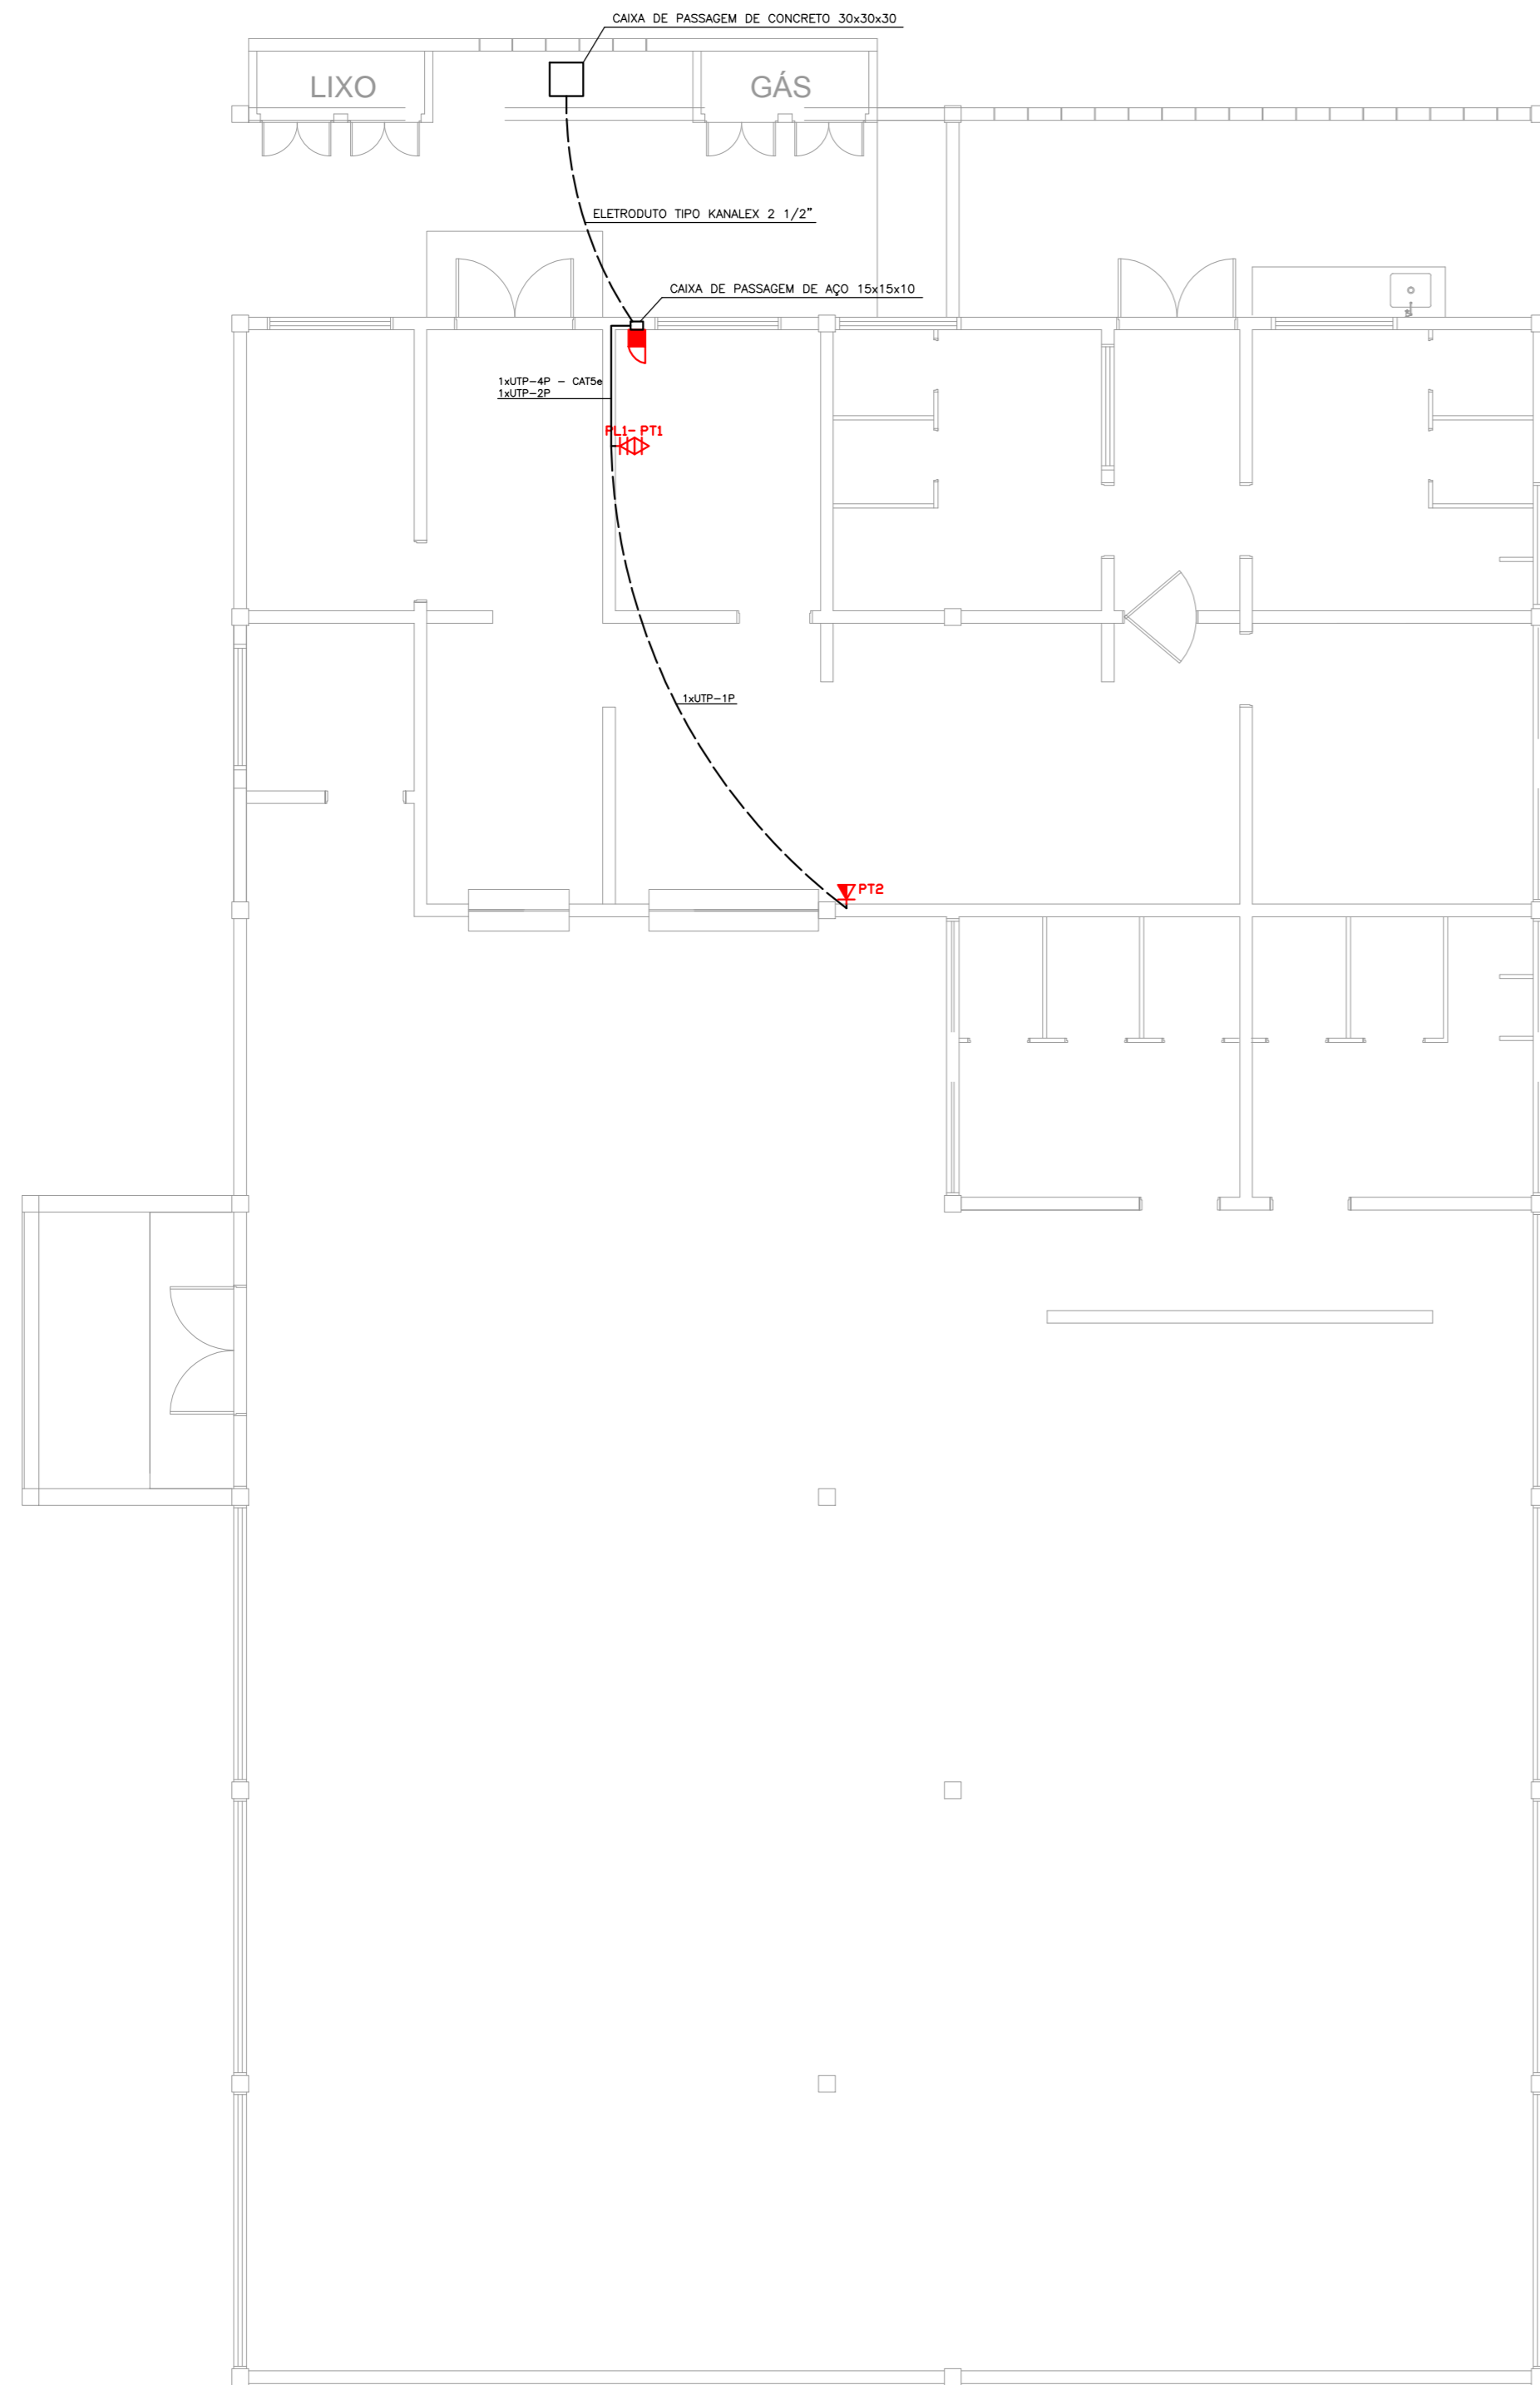 CAIXA DE PASSAGEM DE CONCRETO 30x30x30
LIXO
GÁS
ELETRODUTO TIPO KANALEX 2 1/2"
CAIXA DE PASSAGEM DE AÇO 15x15x10
1xUTP-4P - CAT5e
1xUTP-2P
PL1- PT1
1xUTP-1P
PT2